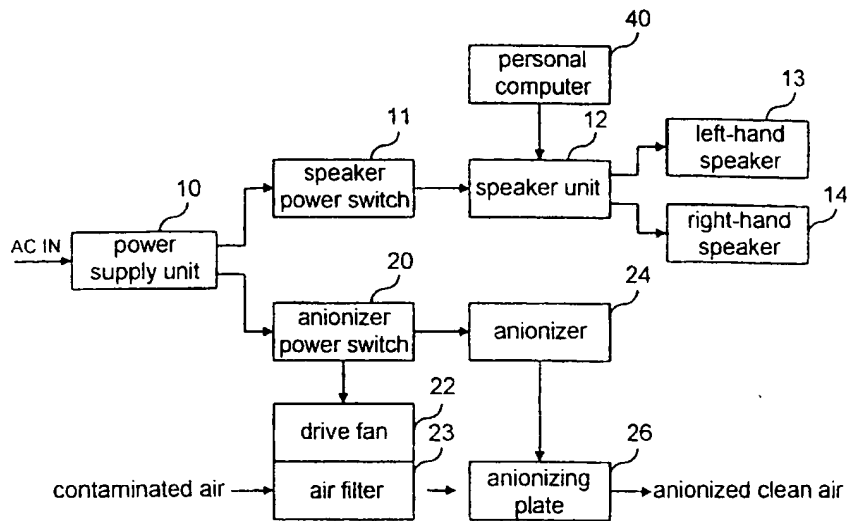 40
personal
computer
13
11
12
left-hand
speaker
speaker
power switch
speaker unit
10
14
AC IN
power
supply unit
right-hand
speaker
20
24
anionizer
power switch
anionizer
22
drive fan
23
26
contaminated air
air filter
anionizing
plate
anionized clean air